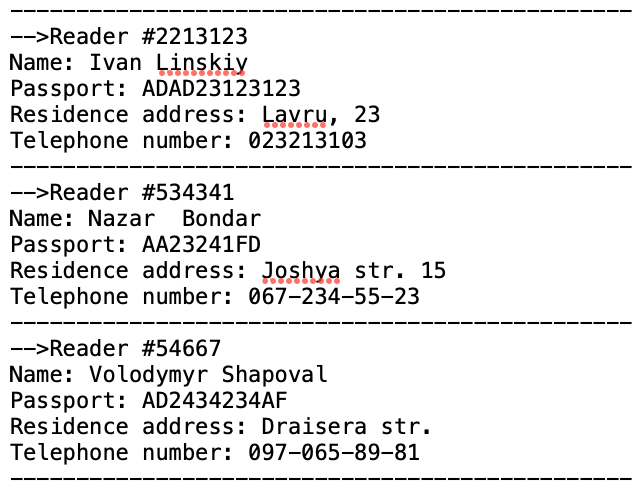 -----------------------------------------------
-->Reader #2213123
Name: Ivan Linskiy
Passport: ADAD23123123
Residence address: Lavru, 23
Telephone number: 023213103
-----------------------------------------------
-->Reader #534341
Name: Nazar  Bondar
Passport: AA23241FD
Residence address: Joshya str. 15
Telephone number: 067-234-55-23
-----------------------------------------------
-->Reader #54667
Name: Volodymyr Shapoval
Passport: AD2434234AF
Residence address: Draisera str.
Telephone number: 097-065-89-81
-----------------------------------------------